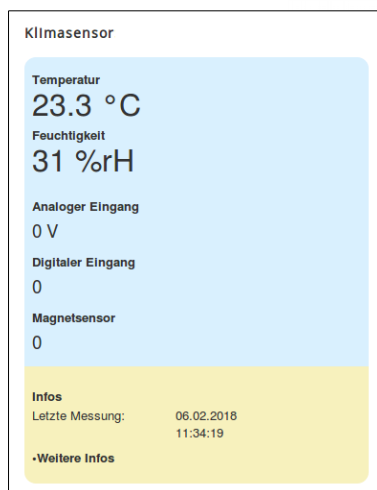 Klimasensor
Temperatur
23.3 °C
Feuchtigkeit
31 %rH
Analoger Eingang
0 V
Digitaler Eingang
0
Magnetsensor
0
Infos
Letzte Messung: 06.02.2018
11:34:19
•Weitere Infos